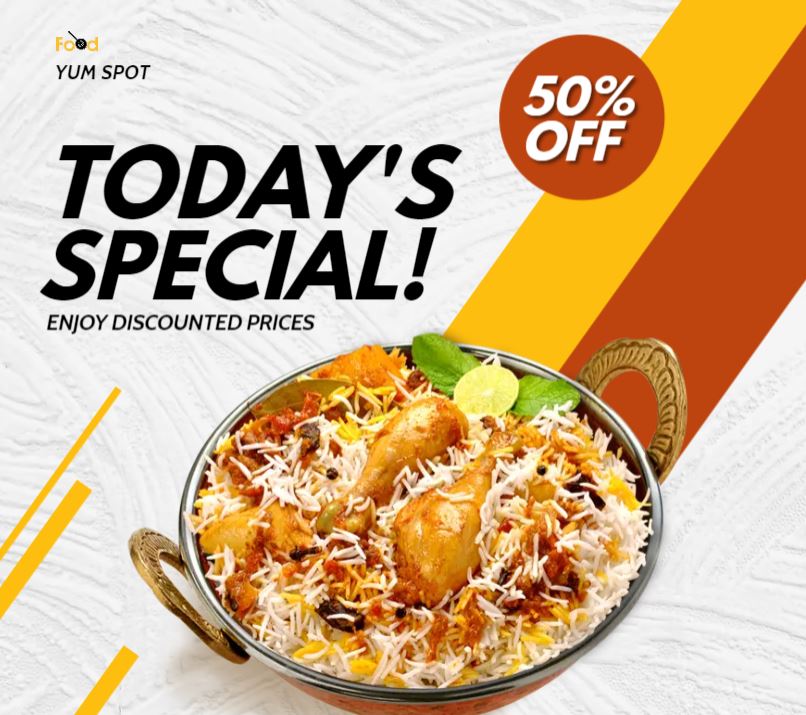 Food
YUM SPOT
50%
OFF
TODAY'S
SPECIAL!
ENJOY DISCOUNTED PRICES